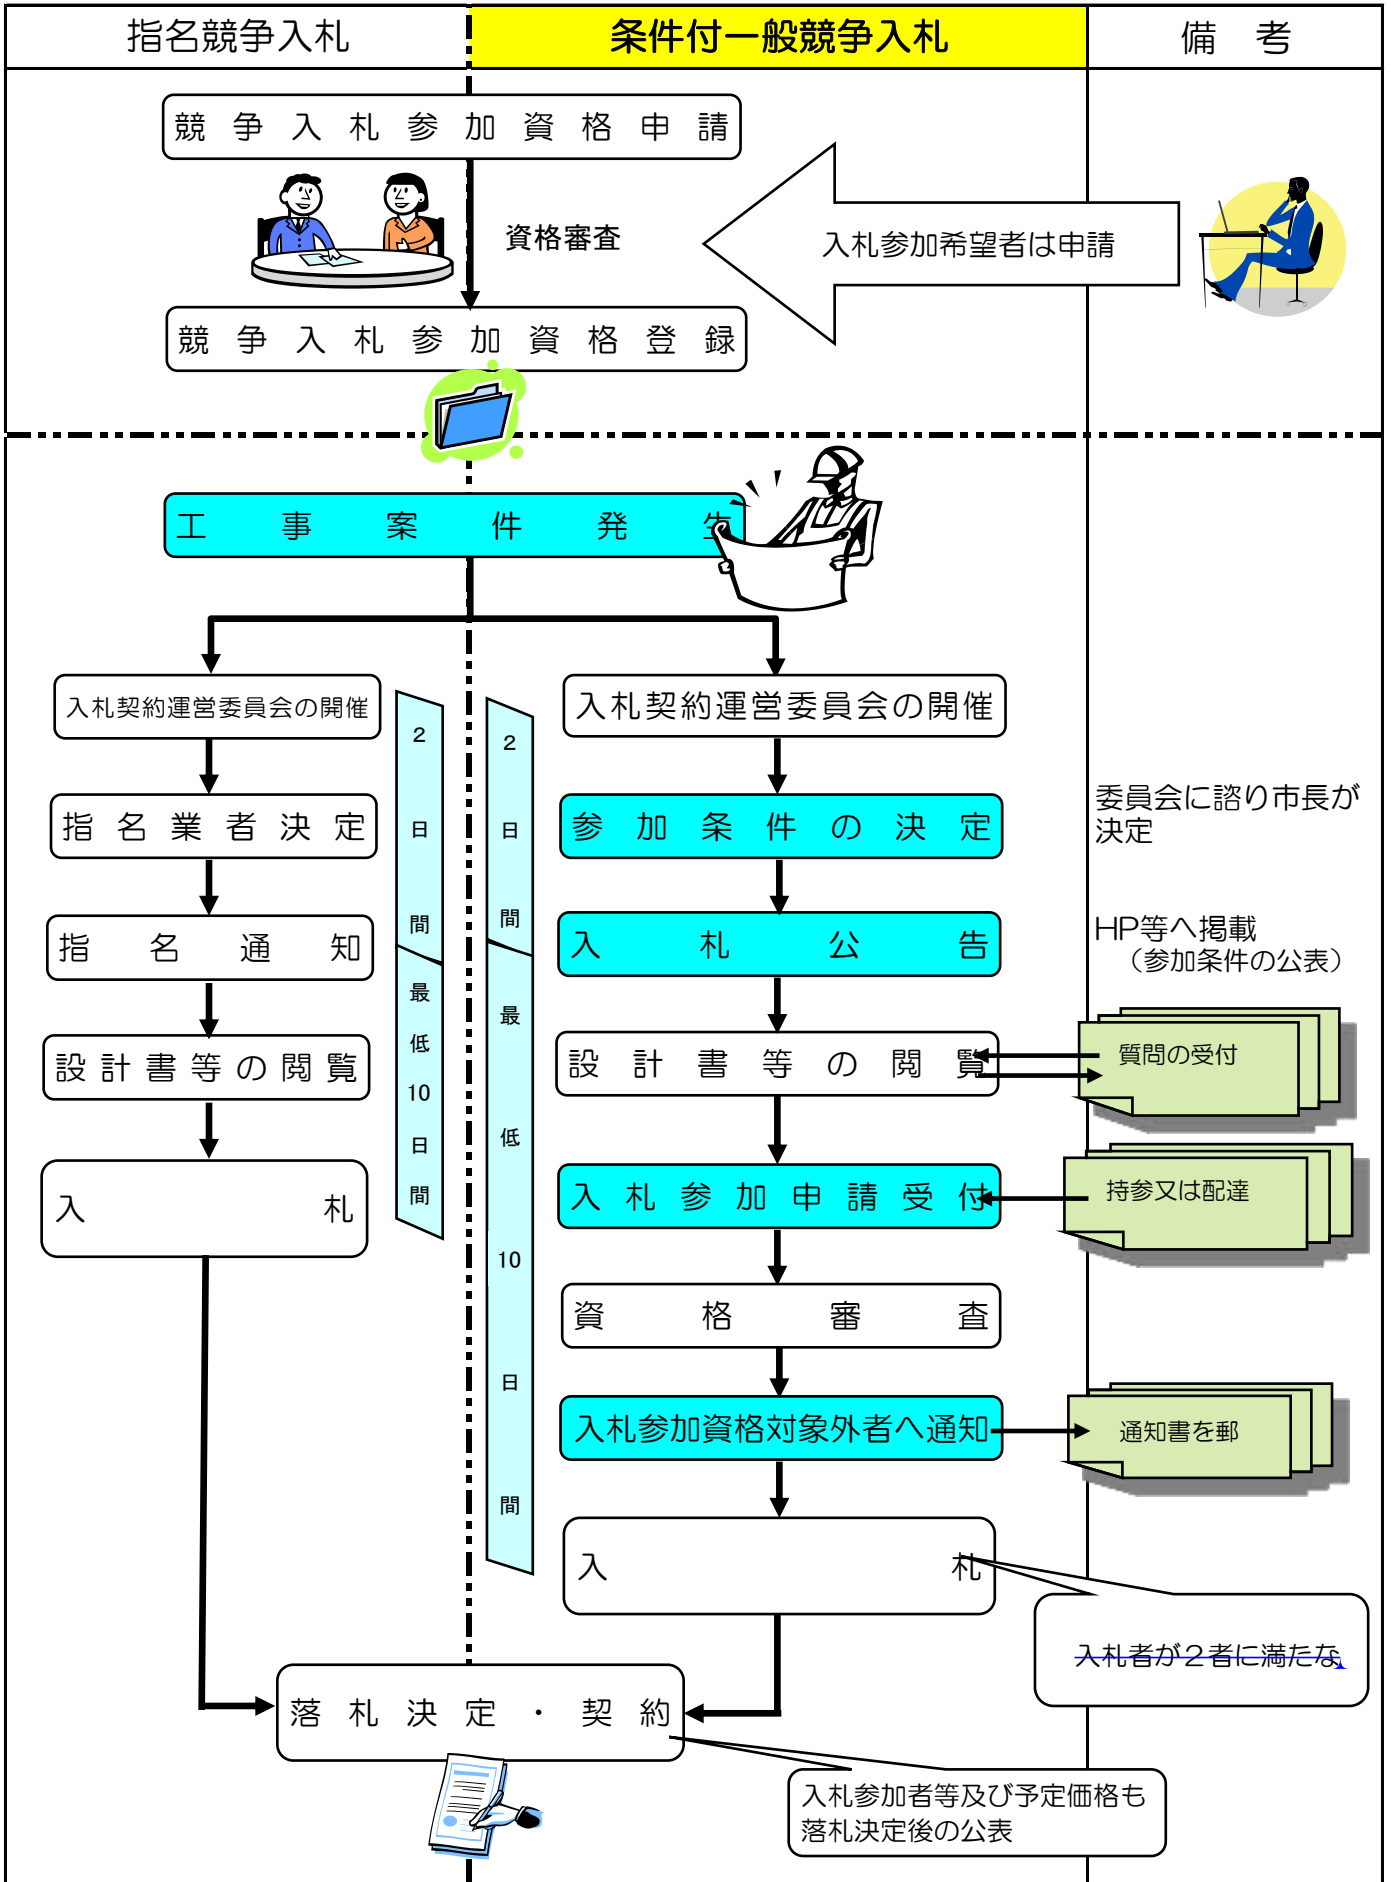 指名競争入札
条件付一般競争入札
備　考
競争入札参加資格申請
資格審査
入札参加希望者は申請
競争入札参加資格登録
工事案件発生
入札契約運営委員会の開催
指名業者決定
指名通知
設計書等の閲覧
入札
2日間
最低10日間
2日間
最低10日間
入札契約運営委員会の開催
参加条件の決定
委員会に諮り市長が
決定
入札公告
HP等へ掲載
（参加条件の公表）
設計書等の閲覧
質問の受付
入札参加申請受付
持参又は配達
資格審査
入札参加資格対象外者へ通知
通知書を郵
入札
入札者が２者に満たな
落札決定・契約
入札参加者等及び予定価格も
落札決定後の公表